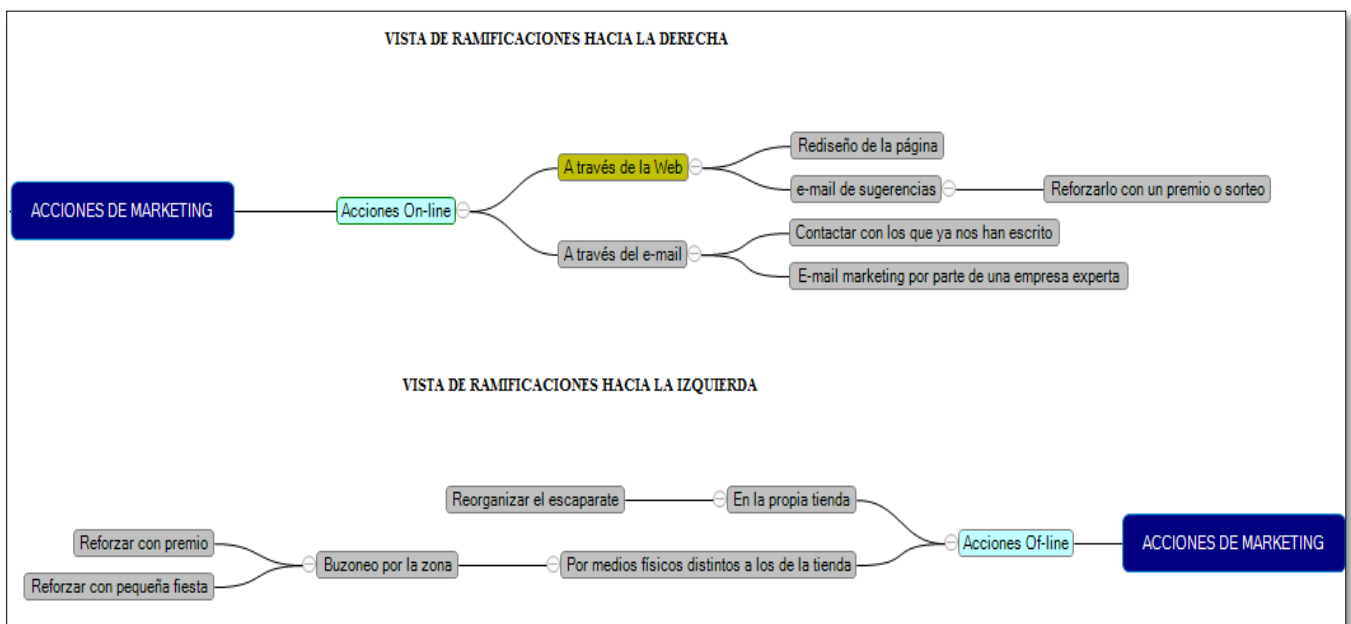 VISTA DE RAMIFICACIONES HACIA LA DERECHA
ACCIONES DE MARKETING
Acciones On-line
A través de la Web
Rediseño de la página
e-mail de sugerencias
Reforzarlo con un premio o sorteo
A través del e-mail
Contactar con los que ya nos han escrito
E-mail marketing por parte de una empresa experta
VISTA DE RAMIFICACIONES HACIA LA IZQUIERDA
Reorganizar el escaparate
En la propia tienda
Reforzar con premio
Reforzar con pequeña fiesta
Buzoneo por la zona
Por medios físicos distintos a los de la tienda
Acciones Of-line
ACCIONES DE MARKETING